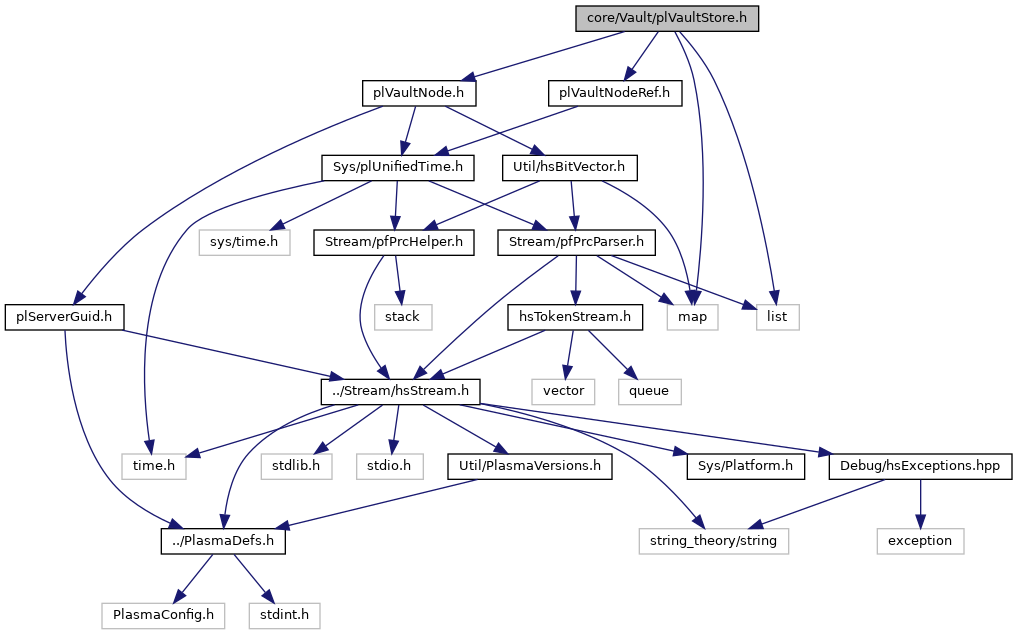 core/Vault/plVaultStore.h
plVaultNode.h
plVaultNodeRef.h
Sys/plUnifiedTime.h
Util/hsBitVector.h
sys/time.h
Stream/pfPrcHelper.h
Stream/pfPrcParser.h
plServerGuid.h
stack
hsTokenStream.h
map
list
../Stream/hsStream.h
vector
queue
time.h
stdlib.h
stdio.h
Util/PlasmaVersions.h
Sys/Platform.h
Debug/hsExceptions.hpp
../PlasmaDefs.h
string_theory/string
exception
PlasmaConfig.h
stdint.h